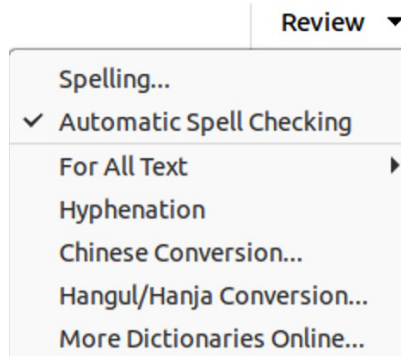 Review
Spelling...
Automatic Spell Checking
For All Text
Hyphenation
Chinese Conversion...
Hangul/Hanja Conversion...
More Dictionaries Online...